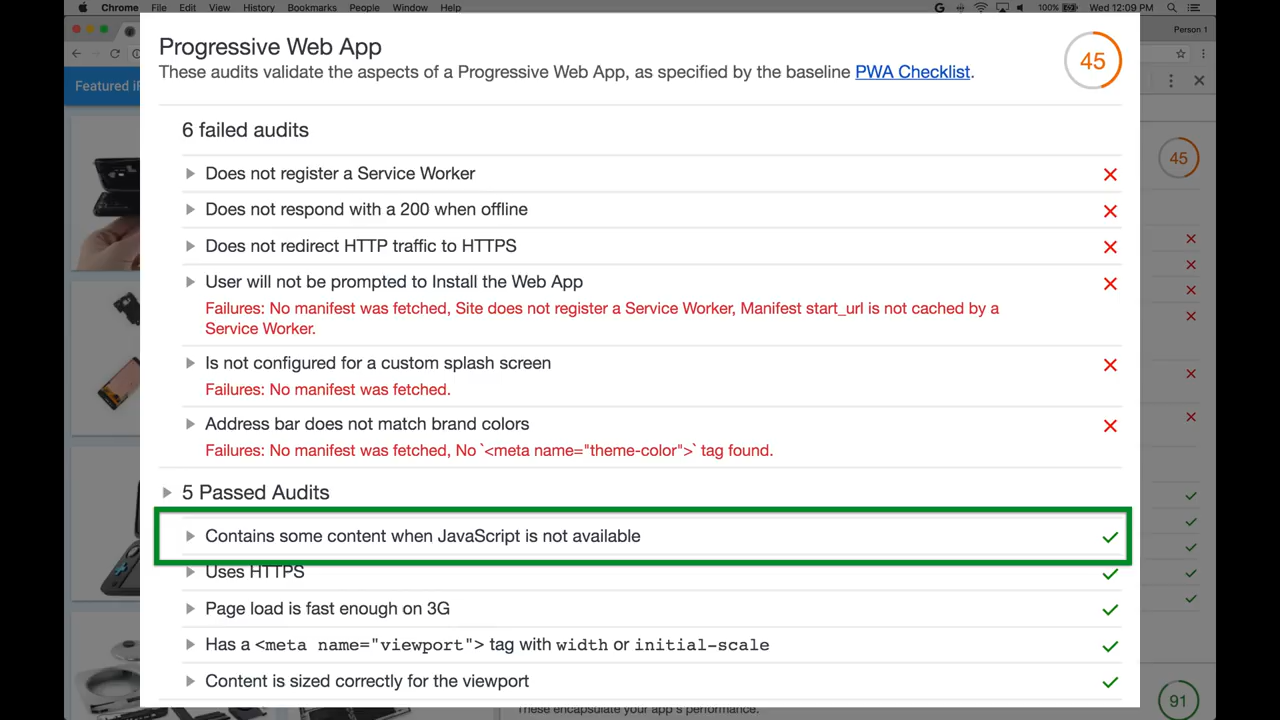 Chrome File Edit View History Bookmarks People Window Help
100% Wed 12:09 PM
Person 1
Featured i
Progressive Web App
45
These audits validate the aspects of a Progressive Web App, as specified by the baseline PWA Checklist.
6 failed audits
45
Does not register a Service Worker
Does not respond with a 200 when offline
Does not redirect HTTP traffic to HTTPS
User will not be prompted to Install the Web App
Failures: No manifest was fetched, Site does not register a Service Worker, Manifest start_url is not cached by a
Service Worker.
Is not configured for a custom splash screen
Failures: No manifest was fetched.
Address bar does not match brand colors
Failures: No manifest was fetched, No `<meta name="theme-color">` tag found.
5 Passed Audits
Contains some content when JavaScript is not available
Uses HTTPS
Page load is fast enough on 3G
Has a <meta name="viewport"> tag with width or initial-scale
Content is sized correctly for the viewport
91
These encapsulate your app's performance.